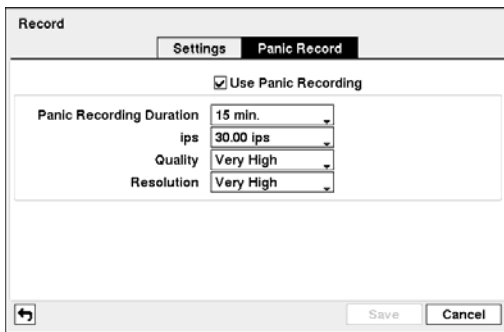 Record
Settings Panic Record
Use Panic Recording
Panic Recording Duration 15 min.
ips 30.00 ips
Quality Very High
Resolution Very High
Save Cancel